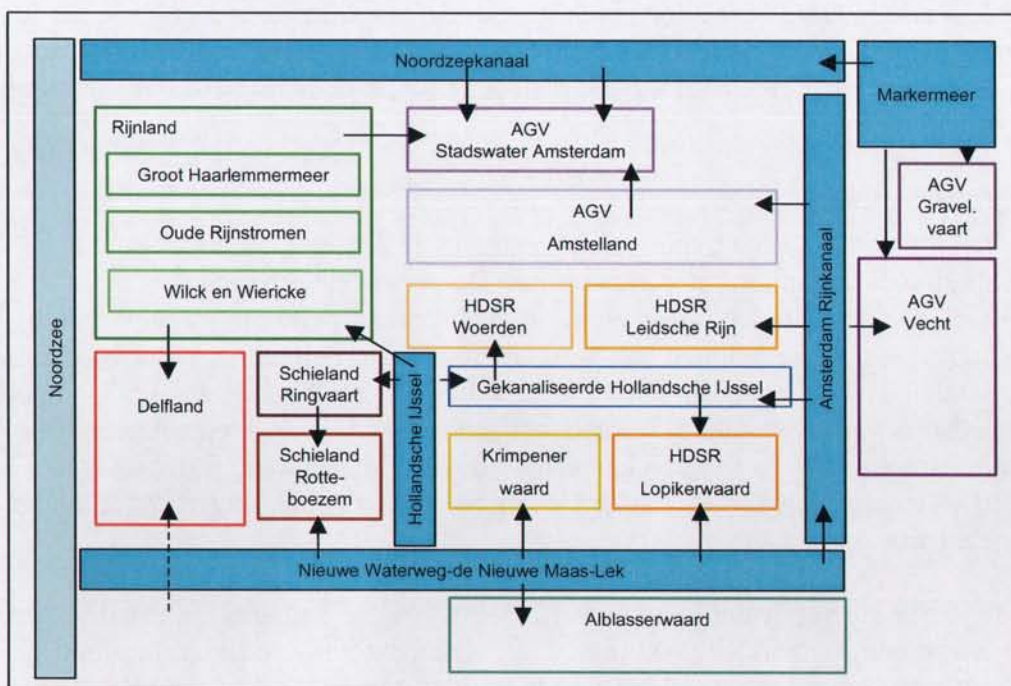 Noordzeekanaal
Markermeer
Rijnland
AGV
Stadswater Amsterdam
Groot Haarlemmermeer
AGV
Gravel.
vaart
Oude Rijnstromen
AGV
Amstelland
Wilck en Wiericke
HDSR
Woerden
HDSR
Leidsche Rijn
AGV
Vecht
Noordzee
Amsterdam Rijnkanaal
Delfland
Schieland
Ringvaart
Hollandsche IJssel
Gekanaliseerde Hollandsche IJssel
Schieland
Rotte-
boezem
Krimpener
waard
HDSR
Lopikerwaard
Nieuwe Waterweg-de Nieuwe Maas-Lek
Alblasserwaard